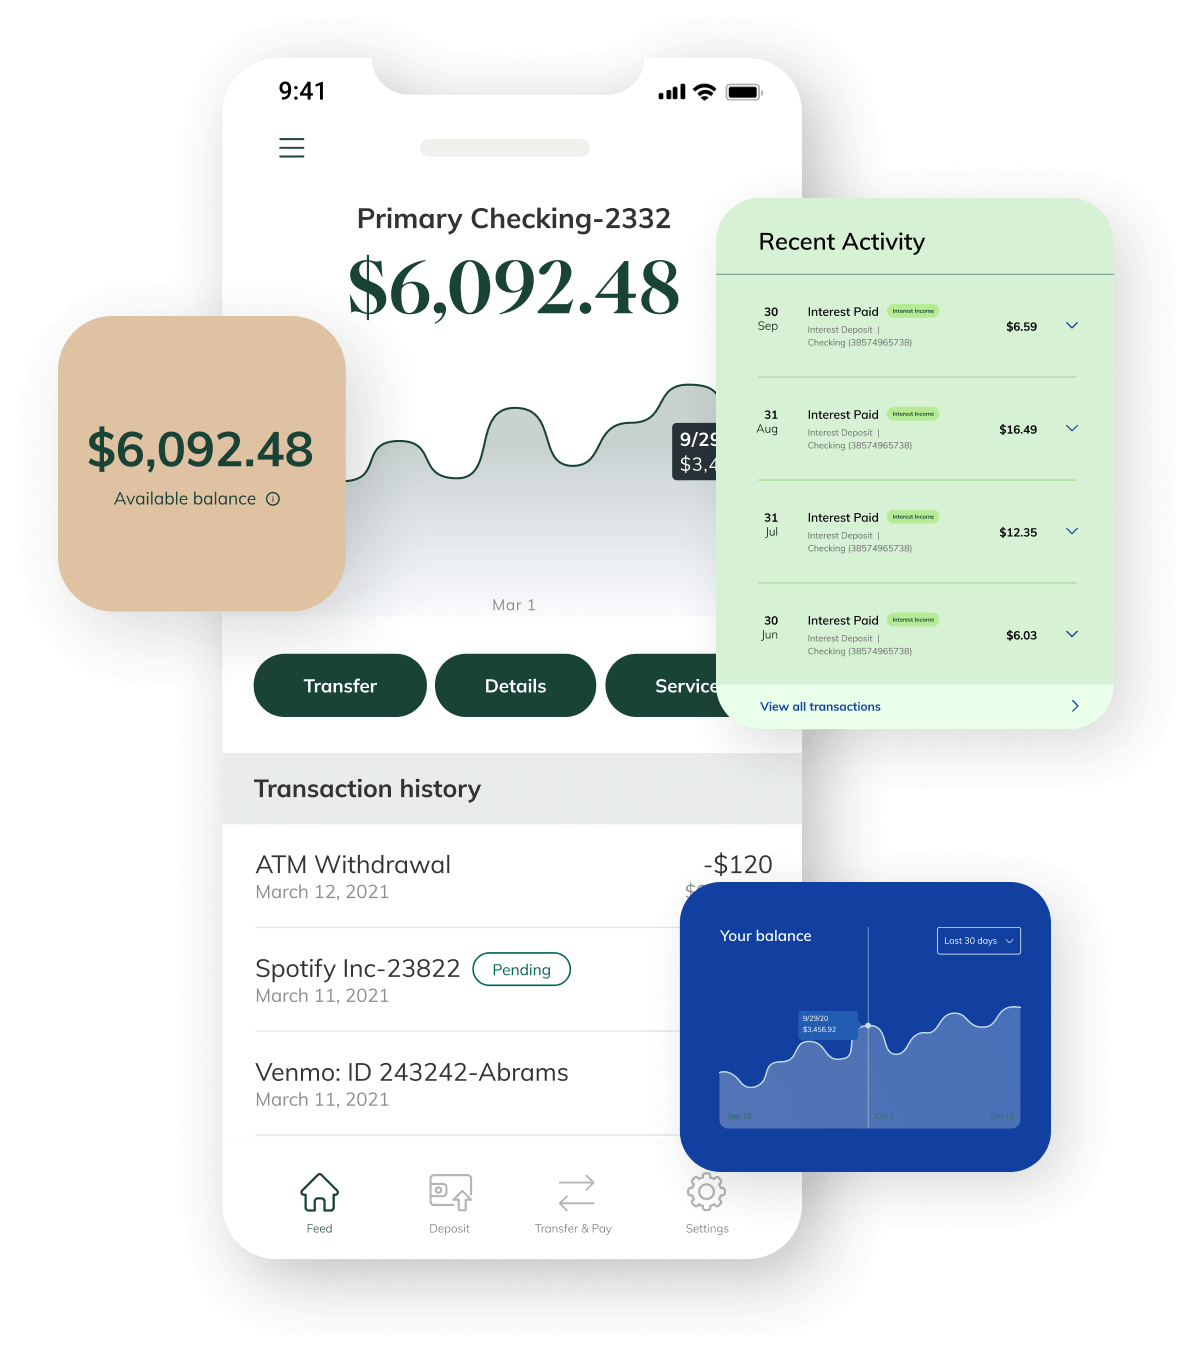 9:41
Primary Checking-2332
$6,092.48
$6,092.48
Available balance
9/29
$3,4
Mar 1
Transfer
Details
Service
Recent Activity
30 Interest Paid Interest Income
Sep Interest Deposit | $6.59
Checking (38574965738)
31 Interest Paid Interest Income
Aug Interest Deposit | $16.49
Checking (38574965738)
31 Interest Paid Interest Income
Jul Interest Deposit | $12.35
Checking (38574965738)
30 Interest Paid Interest Income
Jun Interest Deposit | $6.03
Checking (38574965738)
View all transactions
Transaction history
ATM Withdrawal -$120
March 12, 2021
Spotify Inc-23822 Pending
March 11, 2021
Venmo: ID 243242-Abrams
March 11, 2021
Your balance Last 30 days
9/29/20
$3,456.92
Sep 15 Oct 1 Oct 15
Feed Deposit Transfer & Pay Settings